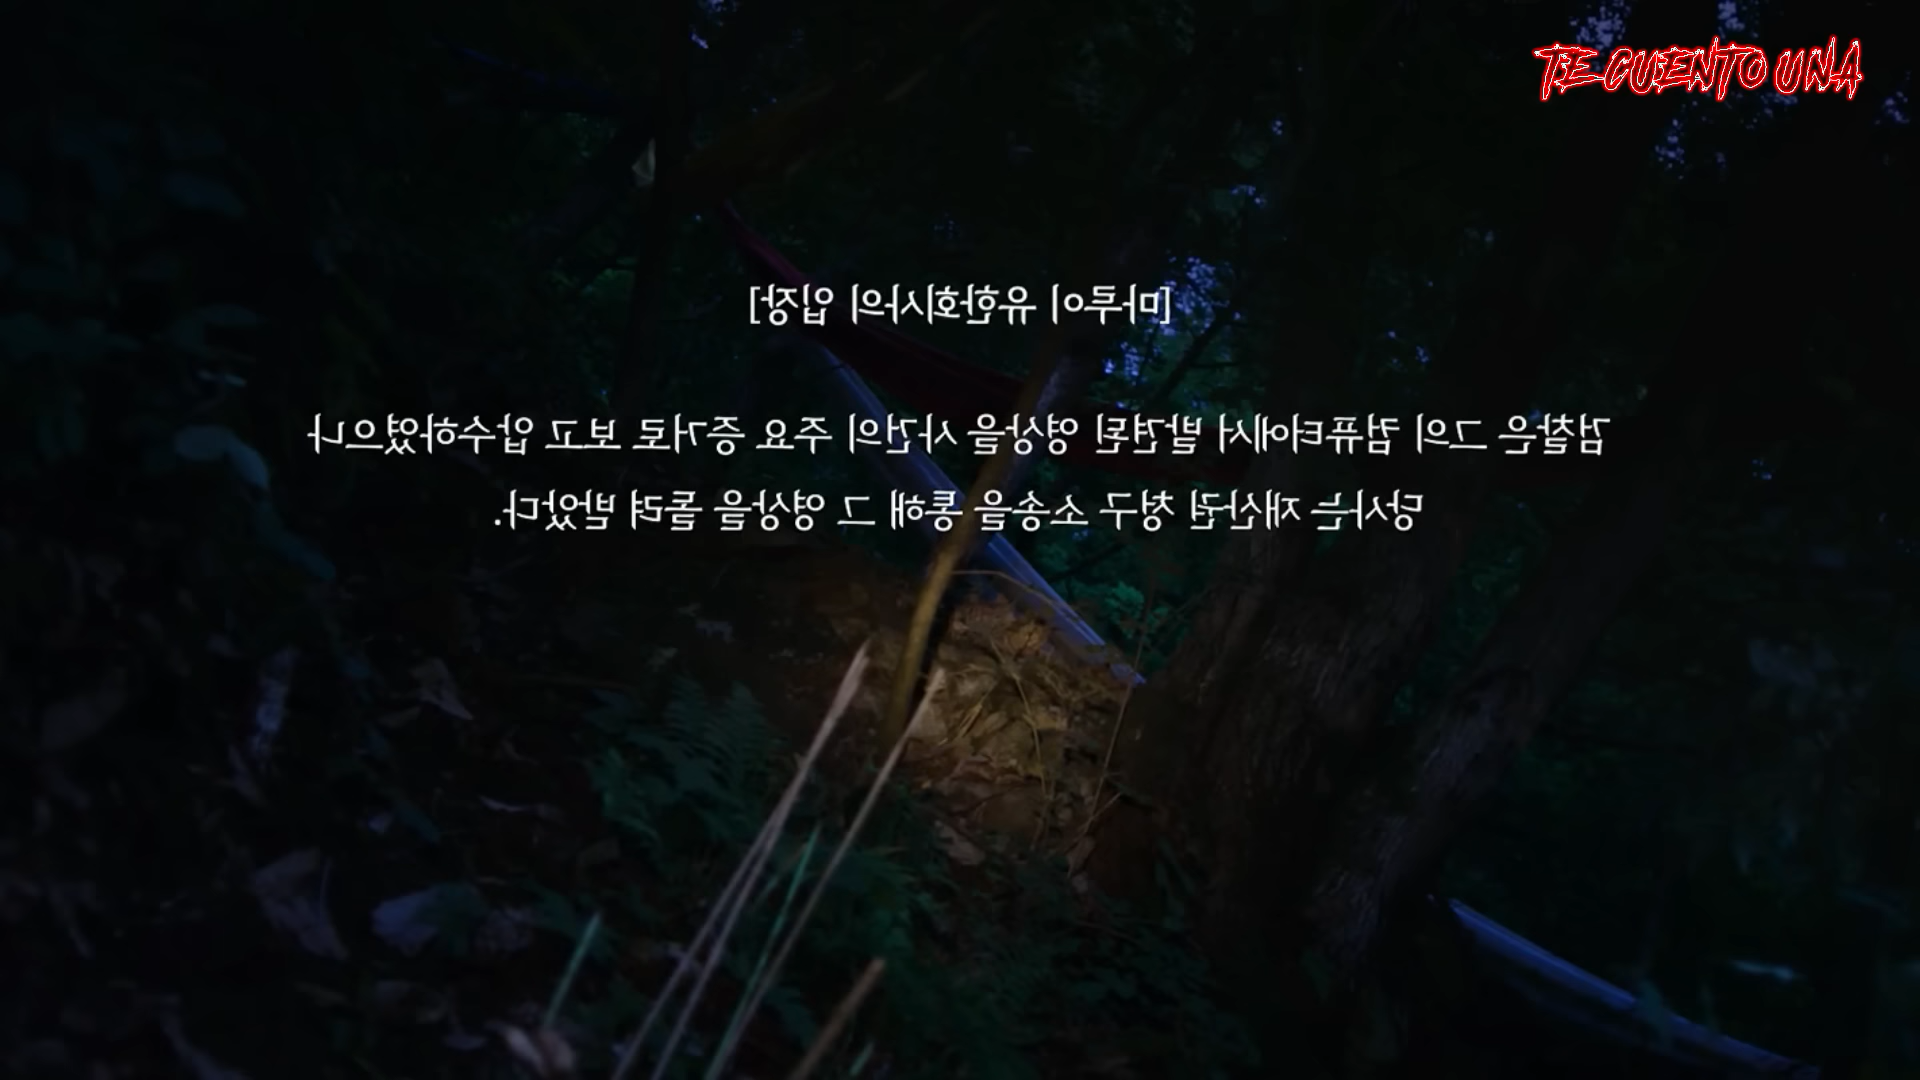 TE CUENTO UNA
[마루이 유한회사의 입장]
검찰은 그의 컴퓨터에서 발견된 영상을 사건의 주요 증거로 보고 압수하였으나
당사는 재산권 청구 소송을 통해 그 영상을 돌려 받았다.